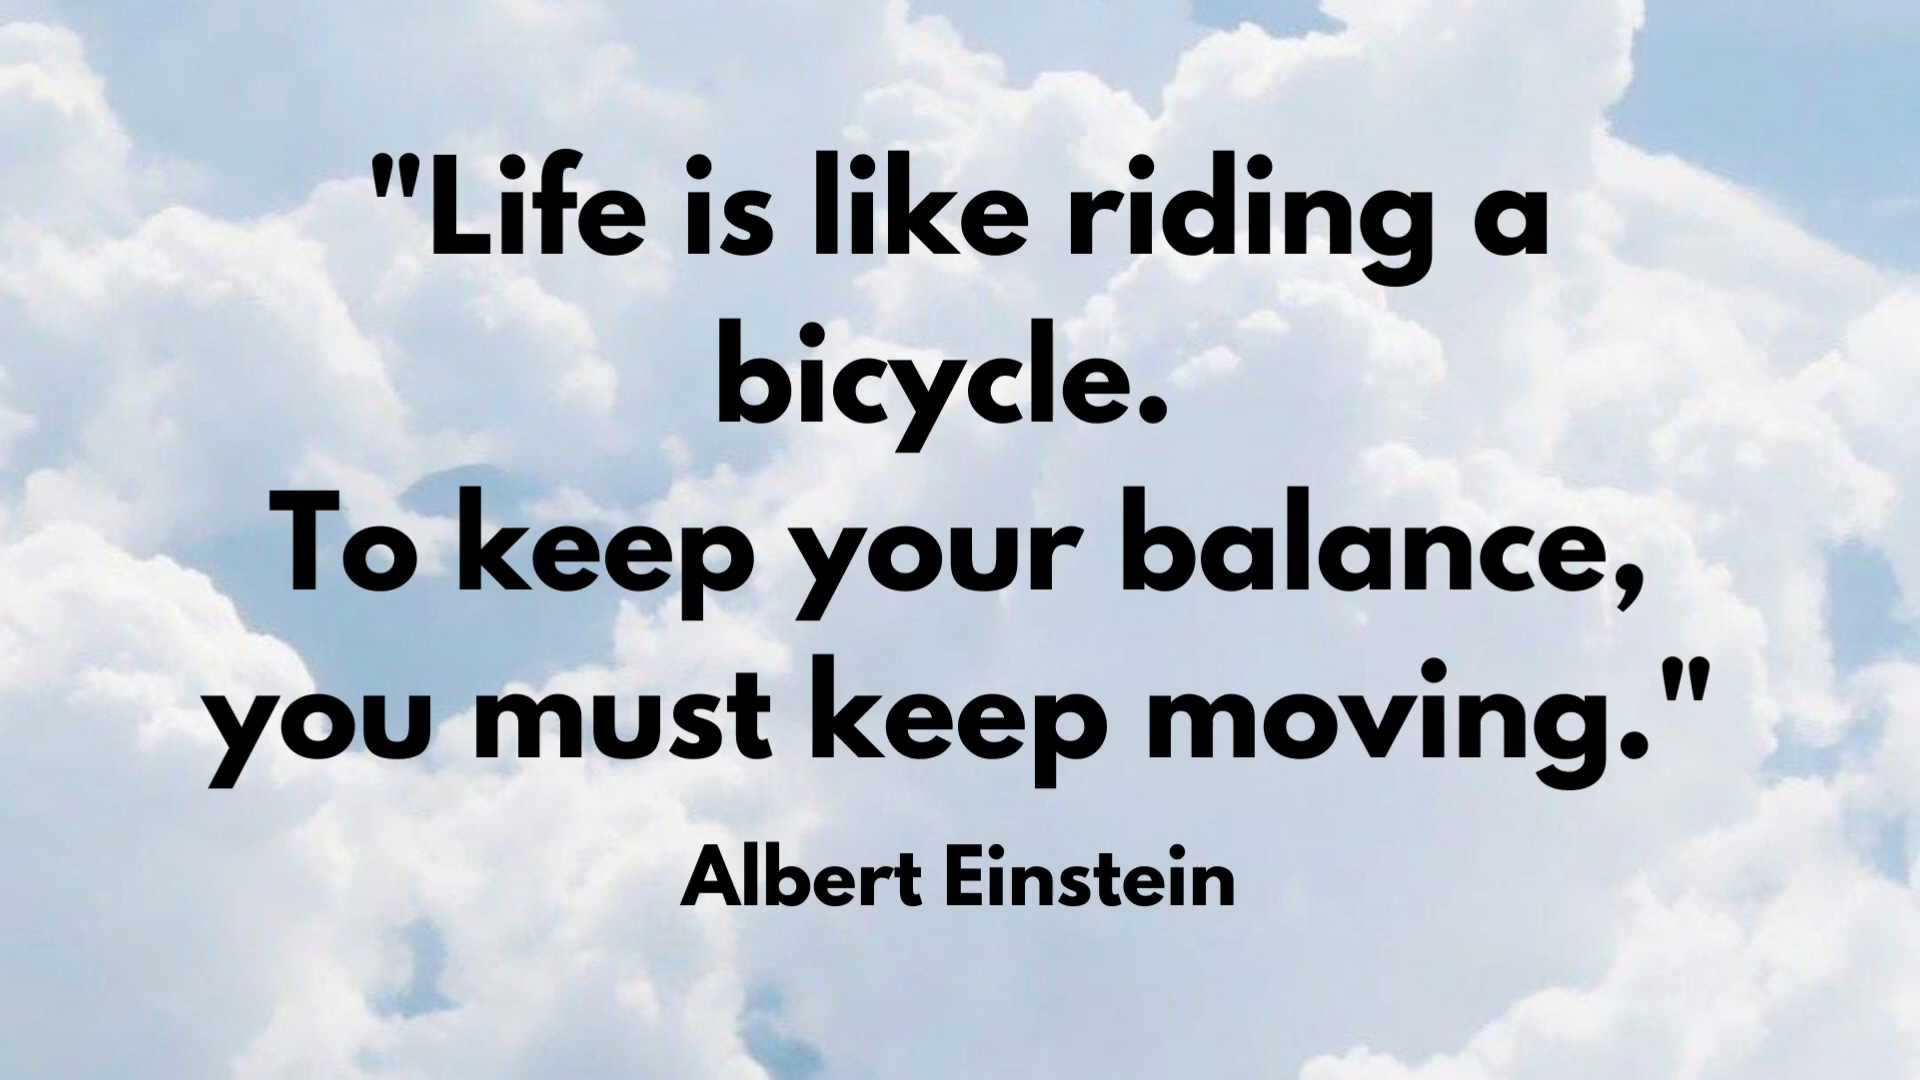 "Life is like riding a
bicycle.
To keep your balance,
you must keep moving."
Albert Einstein